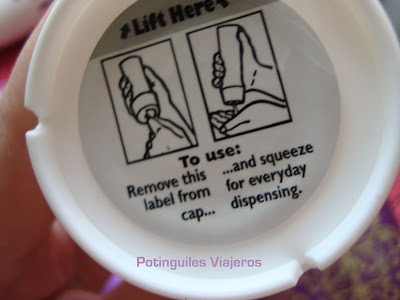 Lift Here
To use:
Remove this
label from
cap...
...and squeeze
for everyday
dispensing.
Potinguiles Viajeros